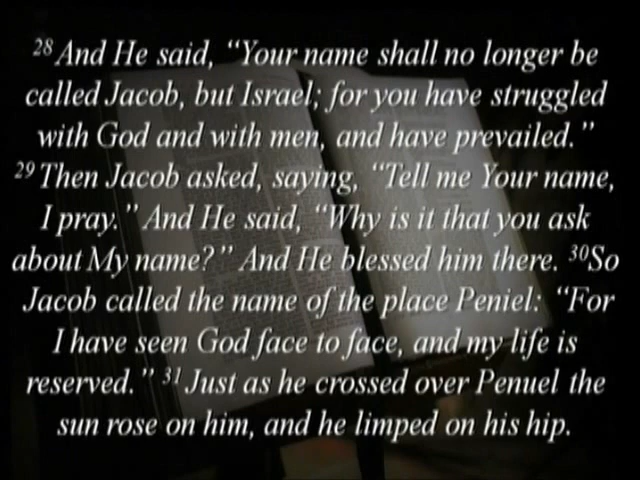 28 And He said, “Your name shall no longer be
called Jacob, but Israel; for you have struggled
with God and with men, and have prevailed.”
29 Then Jacob asked, saying, “Tell me Your name,
I pray.” And He said, “Why is it that you ask
about My name?” And He blessed him there. 30So
Jacob called the name of the place Peniel: “For
I have seen God face to face, and my life is
reserved.” 31 Just as he crossed over Penuel the
sun rose on him, and he limped on his hip.